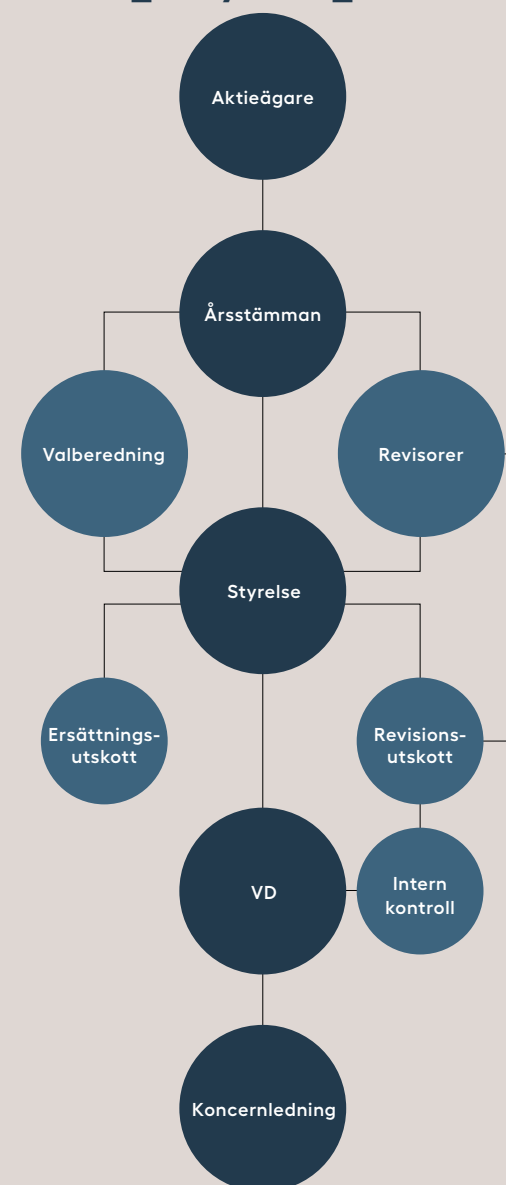 Aktieägare
Årsstämman
Valberedning
Revisorer
Styrelse
Ersättnings-
utskott
Revisions-
utskott
VD
Intern
kontroll
Koncernledning